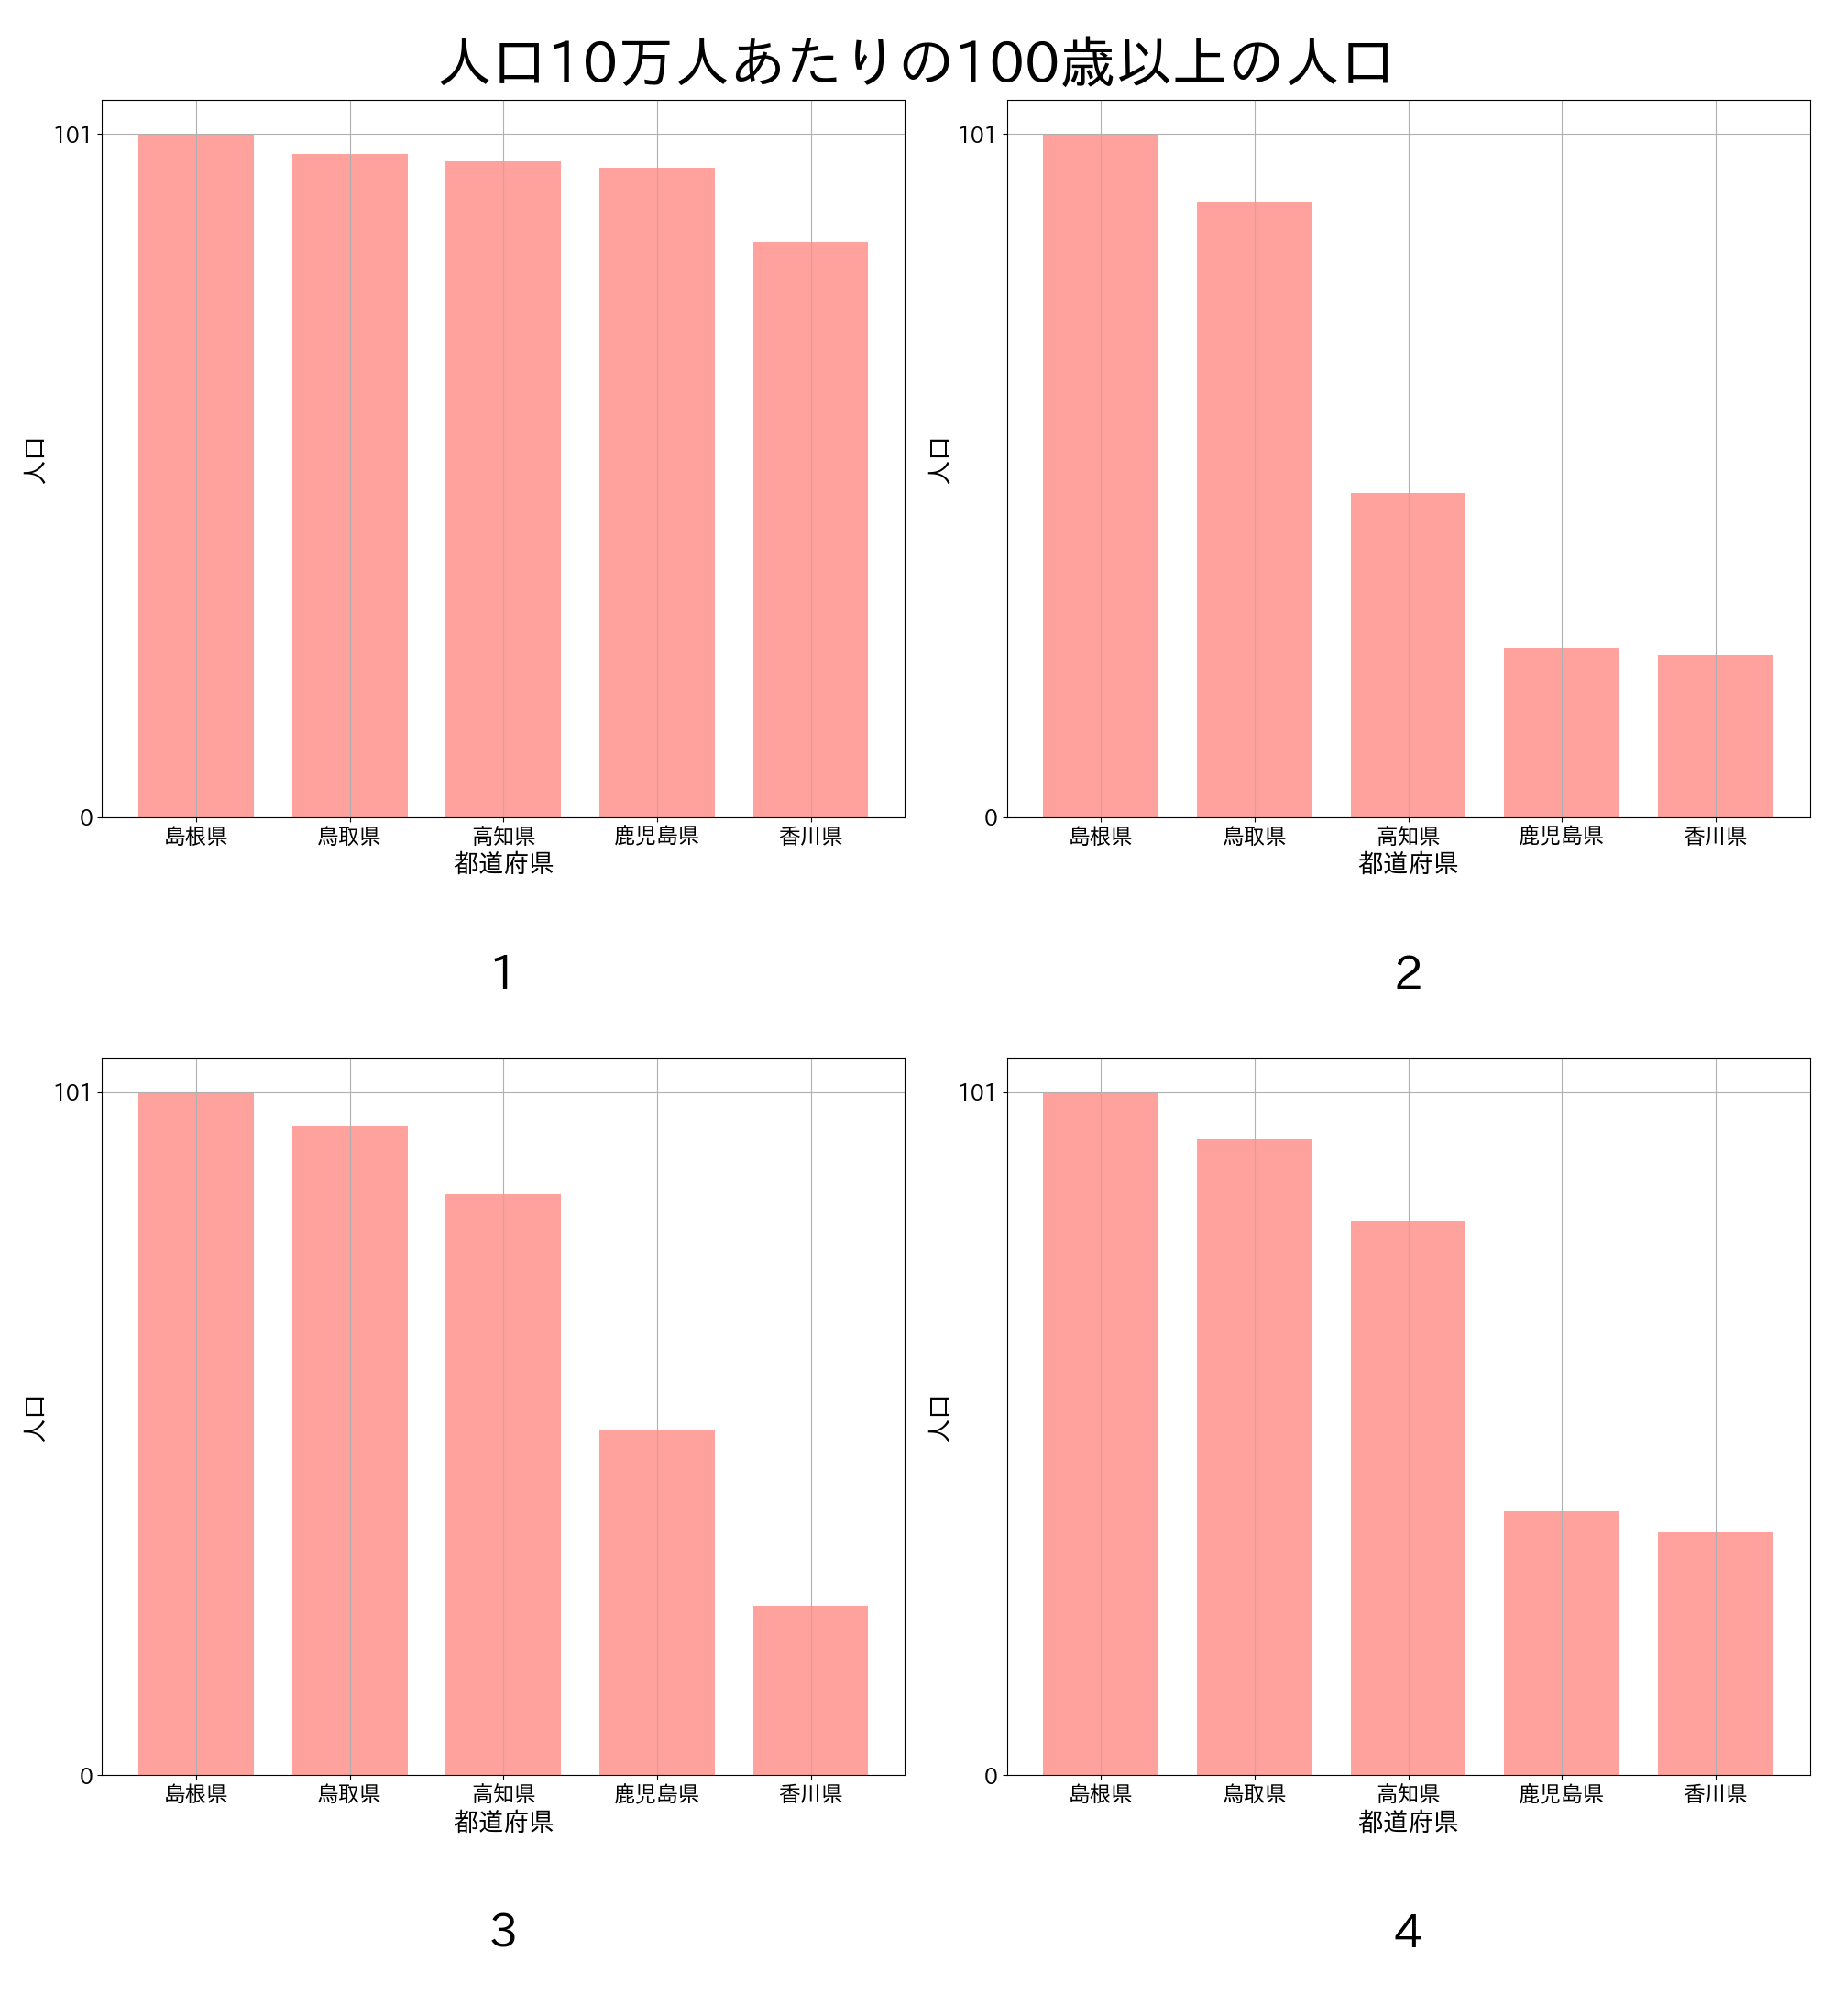 人口10万人あたりの100歳以上の人口
101
0
人口
島根県 鳥取県 高知県 鹿児島県 香川県
都道府県
1
101
0
人口
島根県 鳥取県 高知県 鹿児島県 香川県
都道府県
2
101
0
人口
島根県 鳥取県 高知県 鹿児島県 香川県
都道府県
3
101
0
人口
島根県 鳥取県 高知県 鹿児島県 香川県
都道府県
4